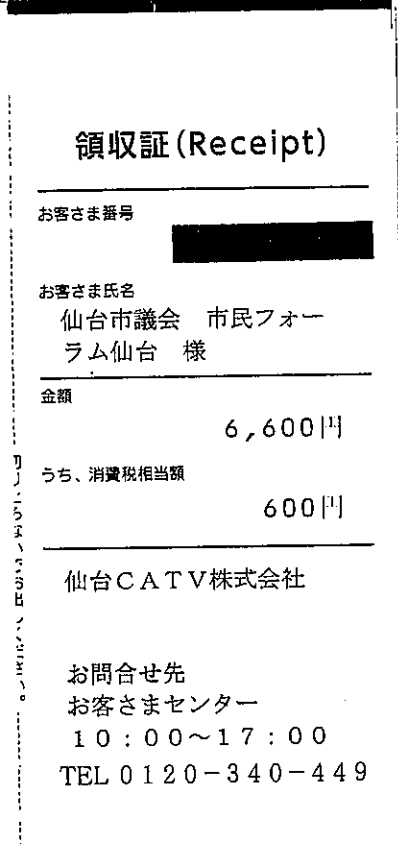 領収証(Receipt)
お客さま番号
お客さま氏名
仙台市議会 市民フォー
ラム仙台 様
金額
6,600円
うち、消費税相当額
600円
仙台CATV株式会社
お問合せ先
お客さまセンター
10:00~17:00
TEL 0120-340-449